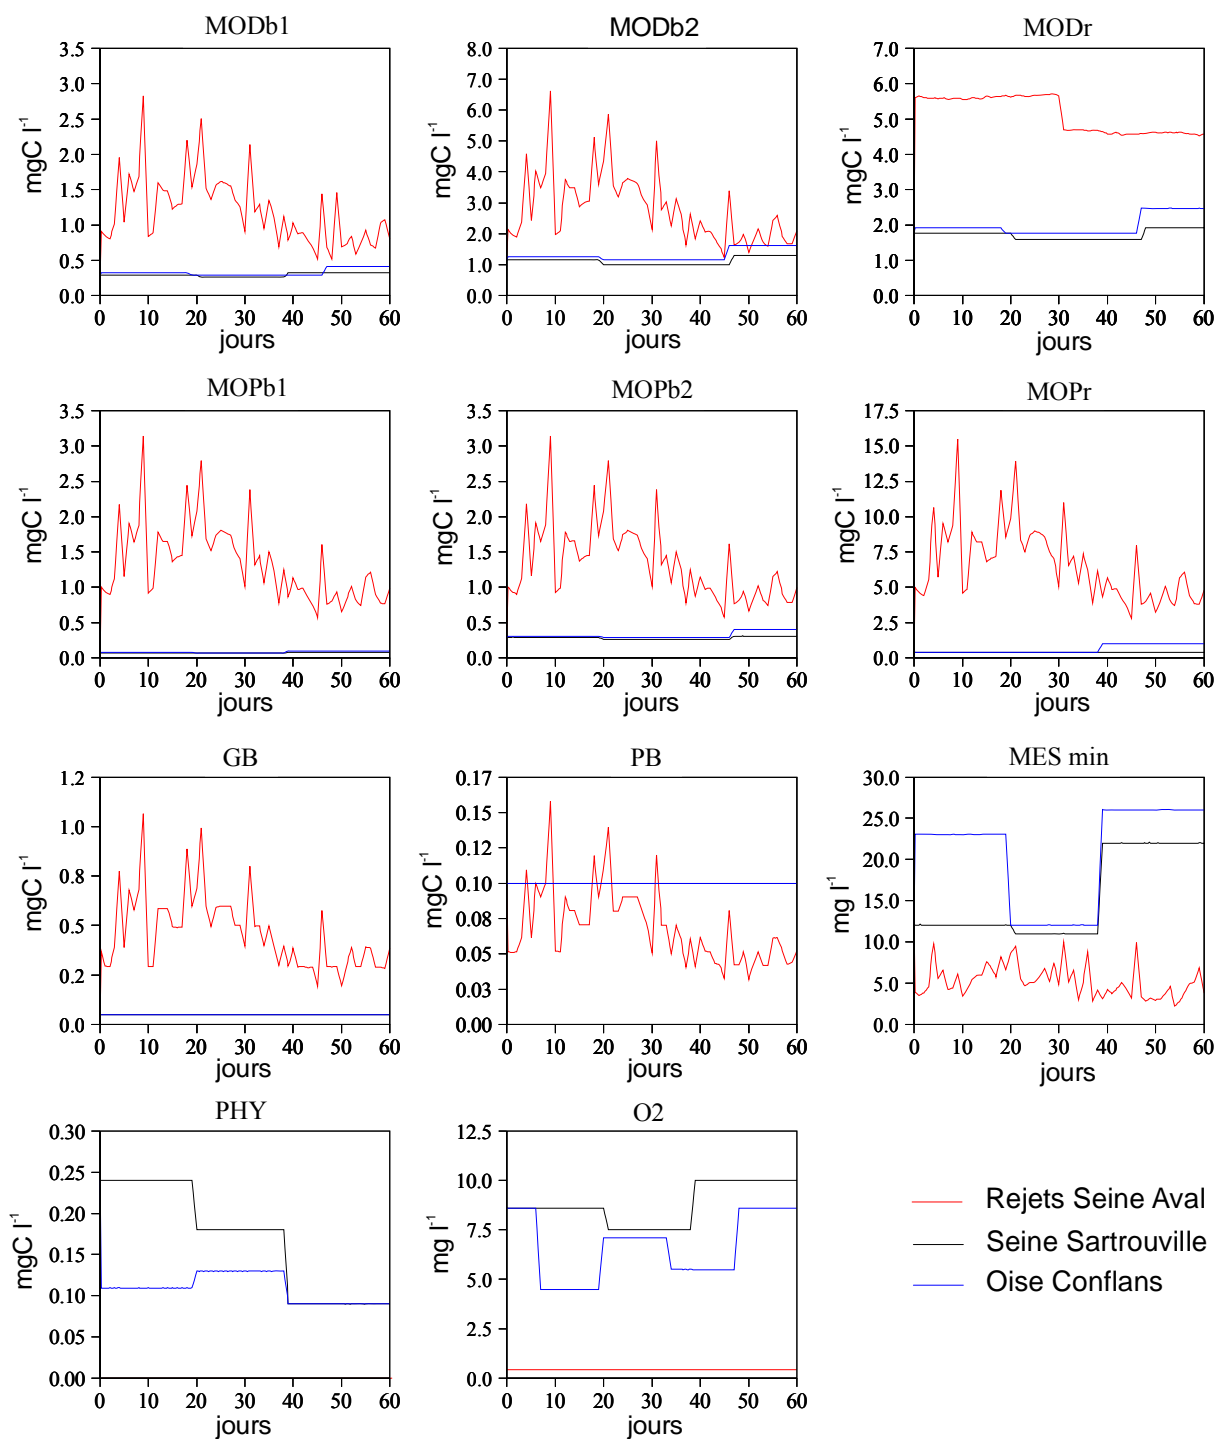 MODb1
MODb2
MODr
3.5
3.0
2.5
2.0
1.5
1.0
0.5
0.0
mgC l-1
0 10 20 30 40 50 60
jours
8.0
7.0
6.0
5.0
4.0
3.0
2.0
1.0
0.0
mgC l-1
0 10 20 30 40 50 60
jours
7.0
6.0
5.0
4.0
3.0
2.0
1.0
0.0
mgC l-1
0 10 20 30 40 50 60
jours
MOPb1
MOPb2
MOPr
3.5
3.0
2.5
2.0
1.5
1.0
0.5
0.0
mgC l-1
0 10 20 30 40 50 60
jours
3.5
3.0
2.5
2.0
1.5
1.0
0.5
0.0
mgC l-1
0 10 20 30 40 50 60
jours
17.5
15.0
12.5
10.0
7.5
5.0
2.5
0.0
mgC l-1
0 10 20 30 40 50 60
jours
GB
PB
MES min
1.2
1.0
0.8
0.5
0.2
0.0
mgC l-1
0 10 20 30 40 50 60
jours
0.17
0.15
0.12
0.10
0.08
0.05
0.03
0.00
mgC l-1
0 10 20 30 40 50 60
jours
30.0
25.0
20.0
15.0
10.0
5.0
0.0
mg l-1
0 10 20 30 40 50 60
jours
PHY
O2
0.30
0.25
0.20
0.15
0.10
0.05
0.00
mgC l-1
0 10 20 30 40 50 60
jours
12.5
10.0
7.5
5.0
2.5
0.0
mg l-1
0 10 20 30 40 50 60
jours
Rejets Seine Aval
Seine Sartrouville
Oise Conflans